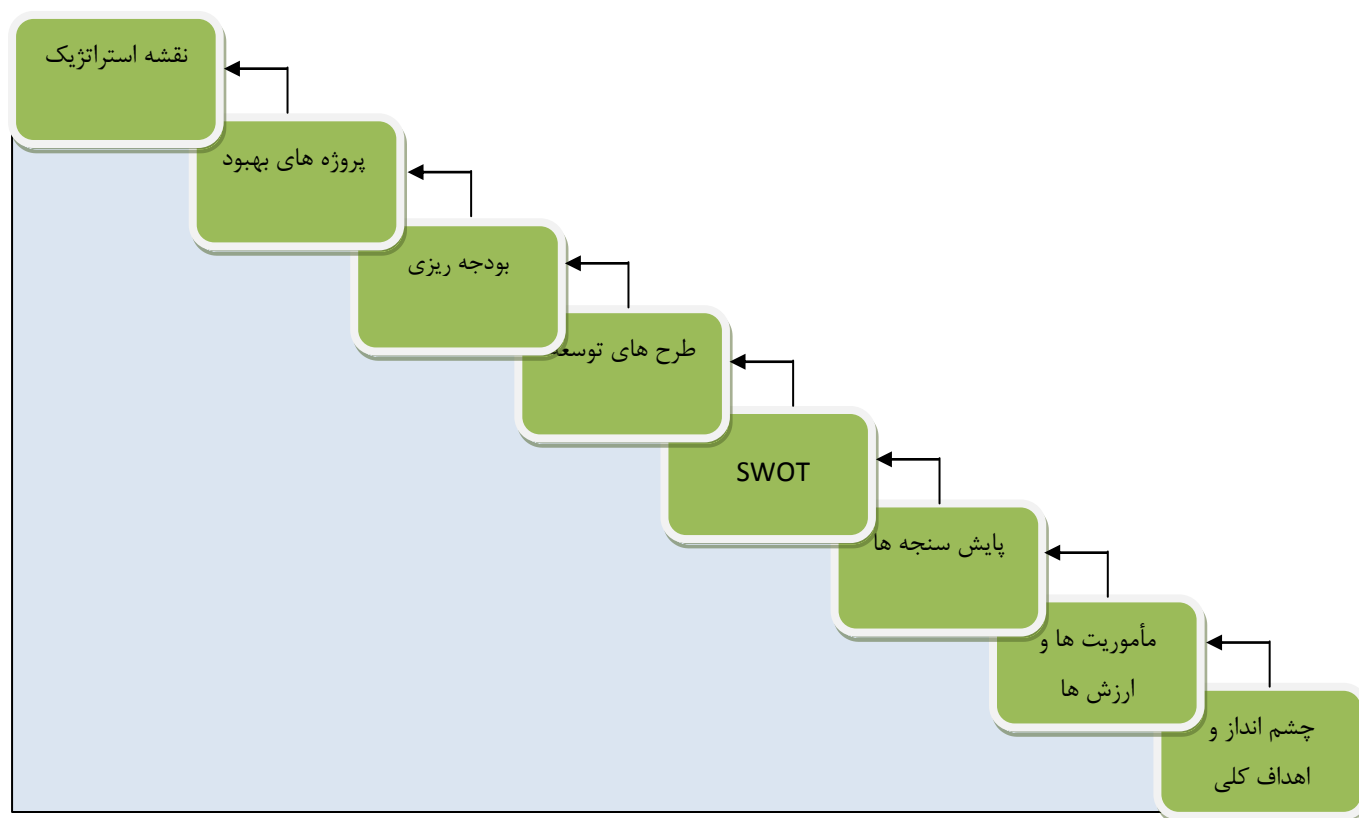 نقشه استراتژیک
پروژه های بهبود
بودجه ریزی
طرح های توسعه
SWOT
پایش سنجه ها
مأموریت ها و
ارزش ها
چشم انداز و
اهداف کلی